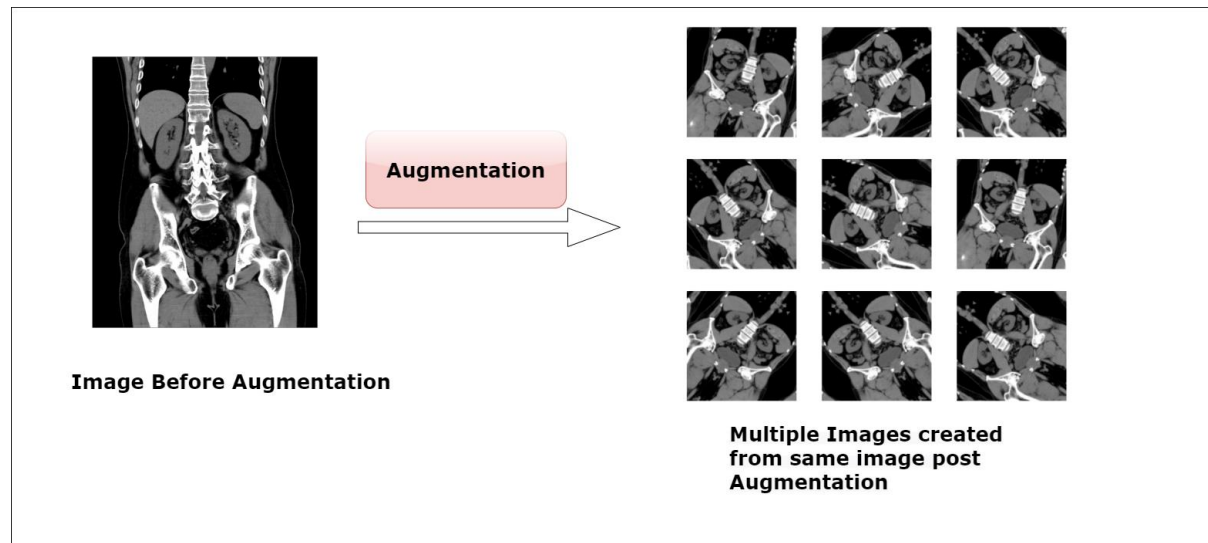 Augmentation
Image Before Augmentation
Multiple Images created
from same image post
Augmentation